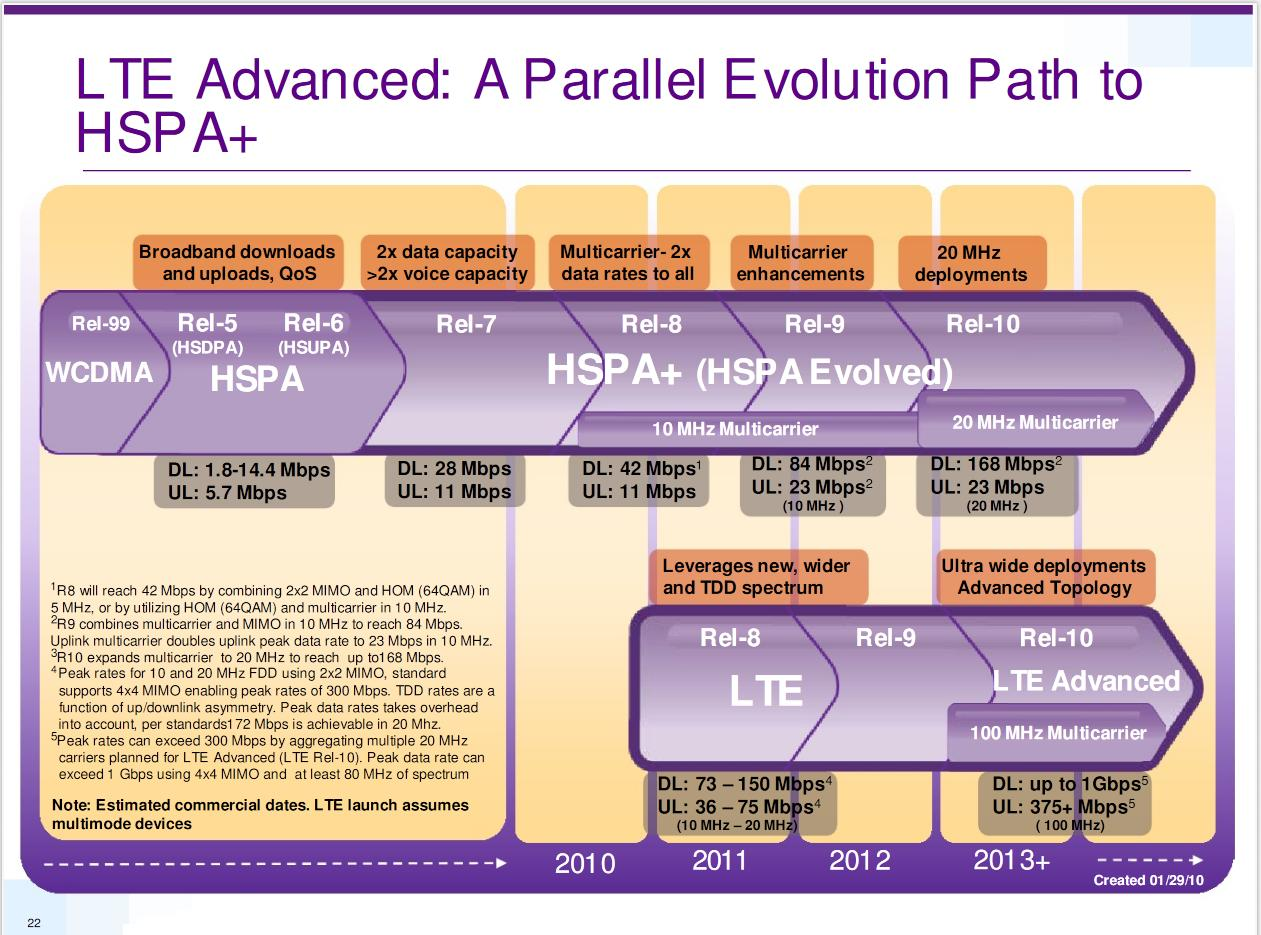 LTE Advanced: A Parallel Evolution Path to
HSPA+
Broadband downloads
and uploads, QoS
2x data capacity
>2x voice capacity
Multicarrier- 2x
data rates to all
Multicarrier
enhancements
20 MHz
deployments
Rel-99
WCDMA
Rel-5
(HSDPA)
Rel-6
(HSUPA)
HSPA
Rel-7
Rel-8
Rel-9
Rel-10
HSPA+ (HSPA Evolved)
10 MHz Multicarrier
20 MHz Multicarrier
DL: 1.8-14.4 Mbps
UL: 5.7 Mbps
DL: 28 Mbps
UL: 11 Mbps
DL: 42 Mbps¹
UL: 11 Mbps
DL: 84 Mbps²
UL: 23 Mbps²
(10 MHz )
DL: 168 Mbps²
UL: 23 Mbps
(20 MHz )
Leverages new, wider
and TDD spectrum
Ultra wide deployments
Advanced Topology
Rel-8
Rel-9
Rel-10
LTE
LTE Advanced
100 MHz Multicarrier
DL: 73 – 150 Mbps⁴
UL: 36 – 75 Mbps⁴
(10 MHz – 20 MHz)
DL: up to 1Gbps⁵
UL: 375+ Mbps⁵
( 100 MHz)
¹R8 will reach 42 Mbps by combining 2x2 MIMO and HOM (64QAM) in
5 MHz, or by utilizing HOM (64QAM) and multicarrier in 10 MHz.
²R9 combines multicarrier and MIMO in 10 MHz to reach 84 Mbps.
Uplink multicarrier doubles uplink peak data rate to 23 Mbps in 10 MHz.
³R10 expands multicarrier to 20 MHz to reach up to168 Mbps.
⁴Peak rates for 10 and 20 MHz FDD using 2x2 MIMO, standard
supports 4x4 MIMO enabling peak rates of 300 Mbps. TDD rates are a
function of up/downlink asymmetry. Peak data rates takes overhead
into account, per standards172 Mbps is achievable in 20 Mhz.
⁵Peak rates can exceed 300 Mbps by aggregating multiple 20 MHz
carriers planned for LTE Advanced (LTE Rel-10). Peak data rate can
exceed 1 Gbps using 4x4 MIMO and at least 80 MHz of spectrum
Note: Estimated commercial dates. LTE launch assumes
multimode devices
2010
2011
2012
2013+
Created 01/29/10
22